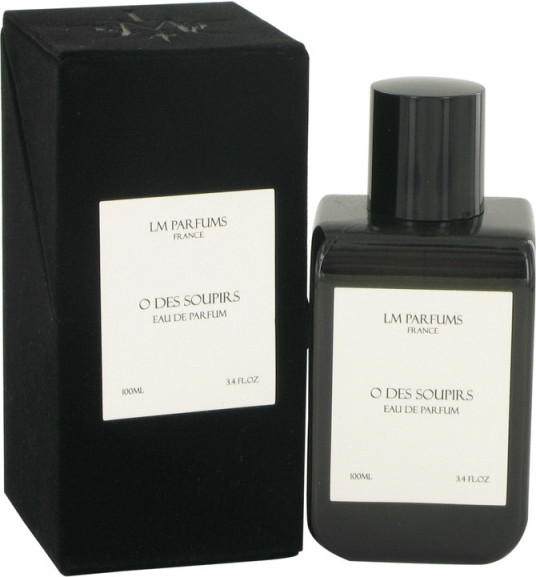 LM PARFUMS
FRANCE
O DES SOUPIRS
EAU DE PARFUM
100ML 3.4 FL.OZ
LM PARFUMS
FRANCE
O DES SOUPIRS
EAU DE PARFUM
100ML 3.4 FL.OZ